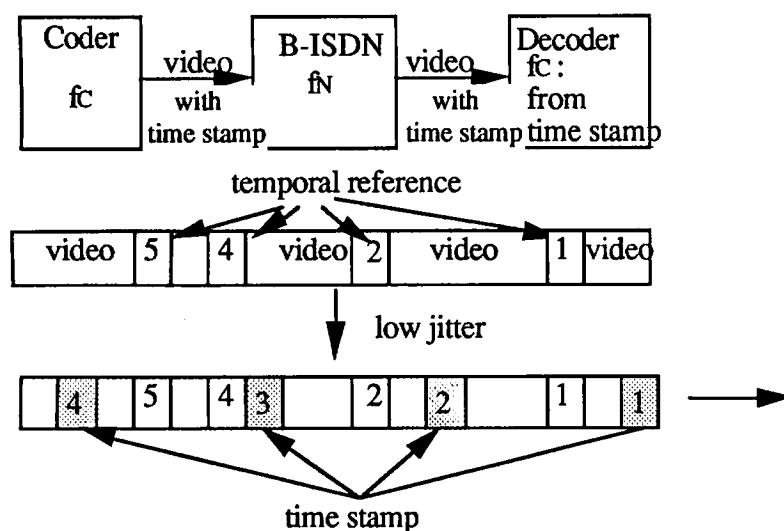 Coder
fC
video
with
time stamp
B-ISDN
fN
video
with
time stamp
Decoder
fC :
from
time stamp
temporal reference
video 5 4 video 2 video 1 video
low jitter
4 5 4 3 2 2 1 1
time stamp